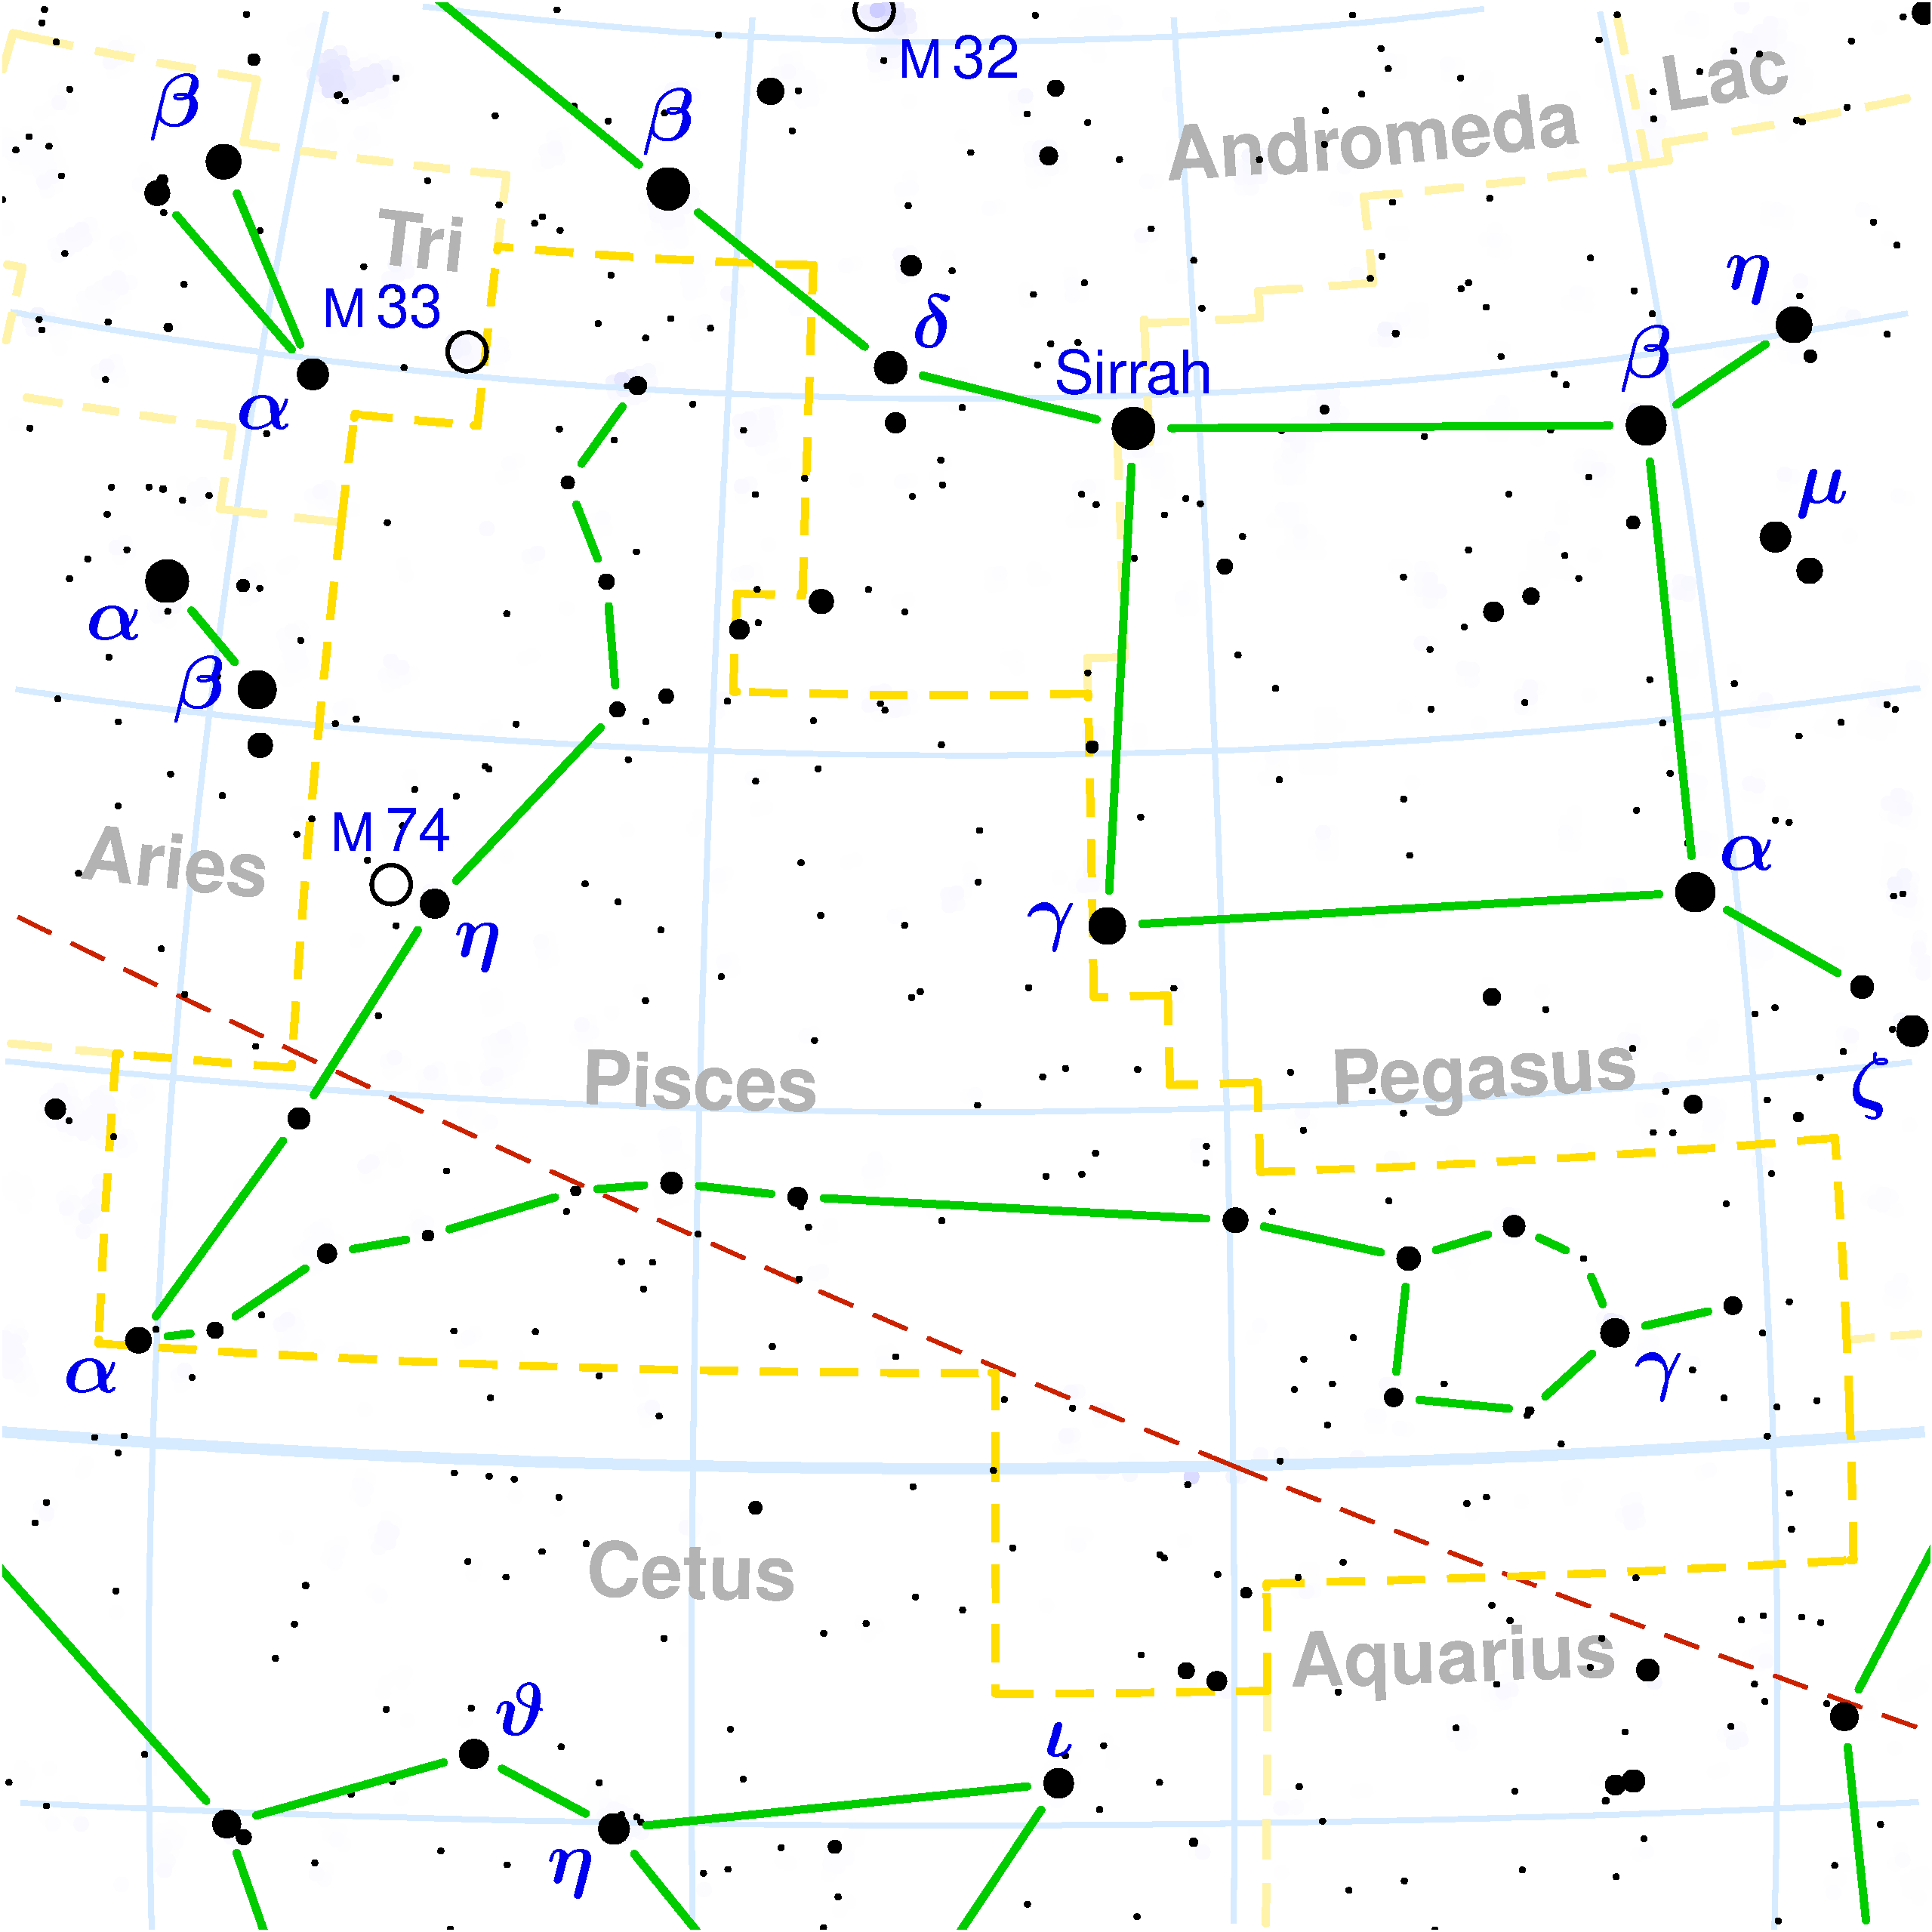 M 32
Lac
β
β
Andromeda
Tri
η
M 33
δ
β
Sirrah
α
μ
α
β
M 74
α
Aries
γ
η
Pisces
Pegasus
ζ
α
γ
Cetus
Aquarius
ϑ
ι
η